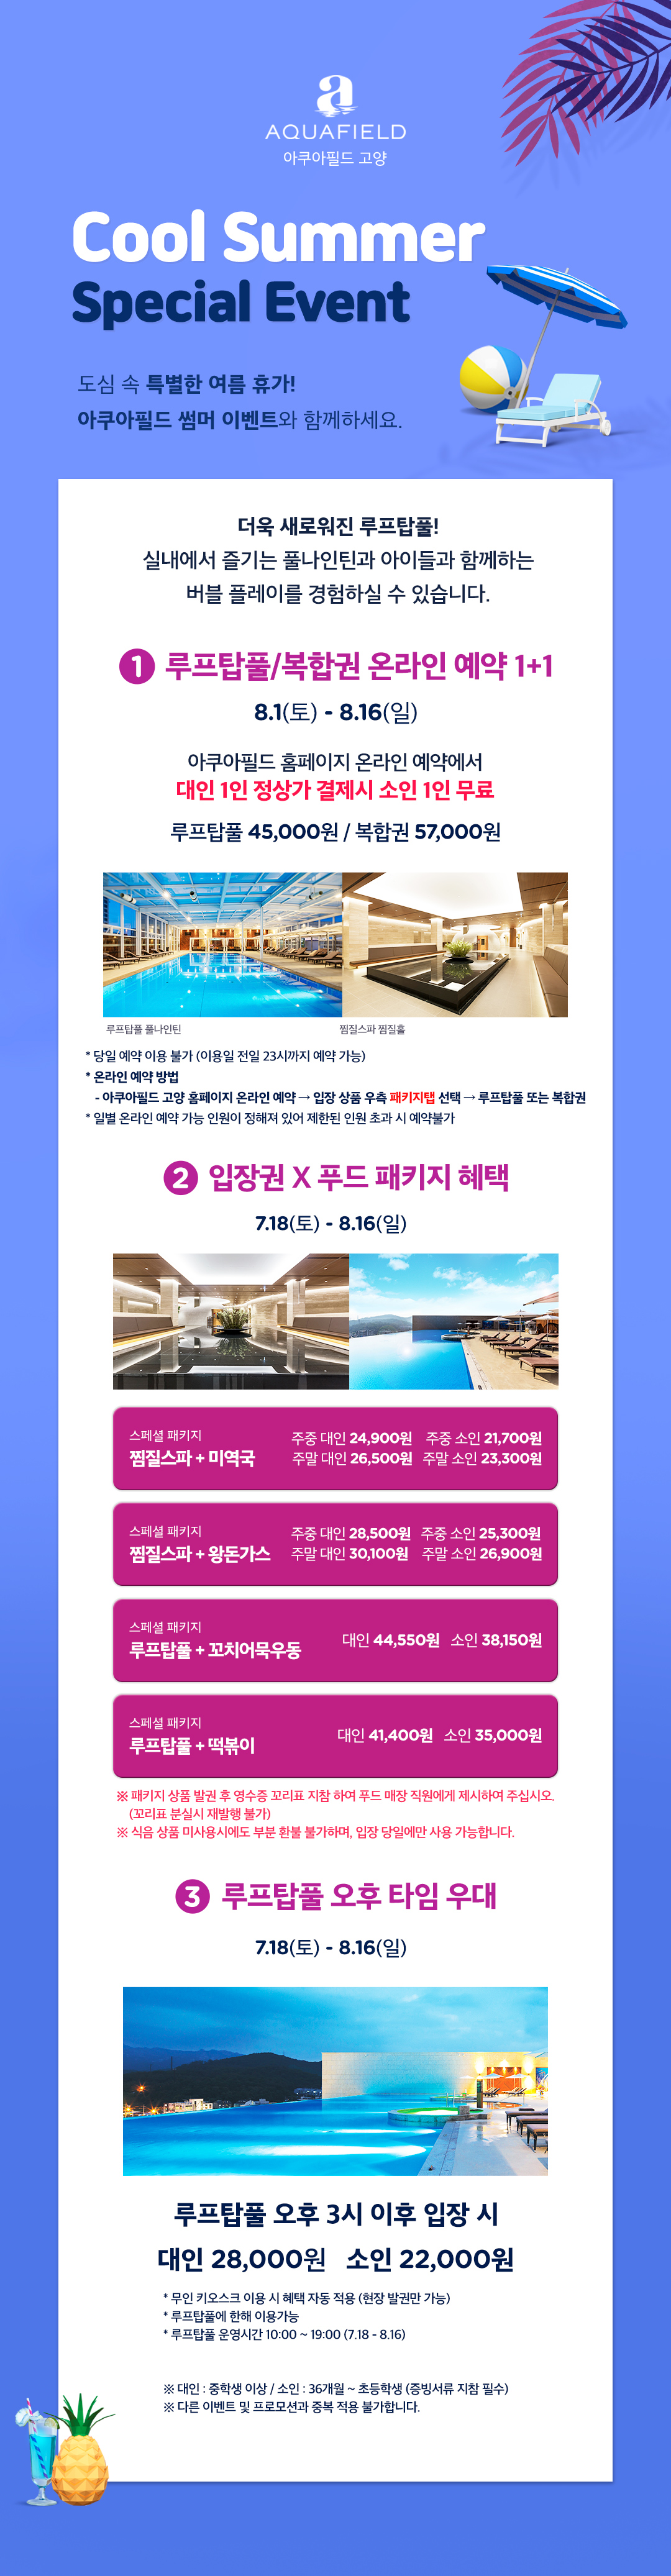 a
AQUAFIELD
아쿠아필드 고양
Cool Summer
Special Event
도심 속 특별한 여름 휴가!
아쿠아필드 썸머 이벤트와 함께하세요.
더욱 새로워진 루프탑풀!
실내에서 즐기는 풀나인틴과 아이들과 함께하는
버블 플레이를 경험하실 수 있습니다.
1 루프탑풀/복합권 온라인 예약 1+1
8.1(토) - 8.16(일)
아쿠아필드 홈페이지 온라인 예약에서
대인 1인 정상가 결제시 소인 1인 무료
루프탑풀 45,000원 / 복합권 57,000원
루프탑풀 풀나인틴 찜질스파 찜질홀
* 당일 예약 이용 불가 (이용일 전일 23시까지 예약 가능)
* 온라인 예약 방법
- 아쿠아필드 고양 홈페이지 온라인 예약 → 입장 상품 우측 패키지탭 선택 → 루프탑풀 또는 복합권
* 일별 온라인 예약 가능 인원이 정해져 있어 제한된 인원 초과 시 예약불가
2 입장권 X 푸드 패키지 혜택
7.18(토) - 8.16(일)
스페셜 패키지
찜질스파 + 미역국
주중 대인 24,900원 주중 소인 21,700원
주말 대인 26,500원 주말 소인 23,300원
스페셜 패키지
찜질스파 + 왕돈가스
주중 대인 28,500원 주중 소인 25,300원
주말 대인 30,100원 주말 소인 26,900원
스페셜 패키지
루프탑풀 + 꼬치어묵우동
대인 44,550원 소인 38,150원
스페셜 패키지
루프탑풀 + 떡볶이
대인 41,400원 소인 35,000원
※ 패키지 상품 발권 후 영수증 꼬리표 지참 하여 푸드 매장 직원에게 제시하여 주십시오.
(꼬리표 분실시 재발행 불가)
※ 식음 상품 미사용시에도 부분 환불 불가하며, 입장 당일에만 사용 가능합니다.
3 루프탑풀 오후 타임 우대
7.18(토) - 8.16(일)
루프탑풀 오후 3시 이후 입장 시
대인 28,000원 소인 22,000원
* 무인 키오스크 이용 시 혜택 자동 적용 (현장 발권만 가능)
* 루프탑풀에 한해 이용가능
* 루프탑풀 운영시간 10:00 ~ 19:00 (7.18 - 8.16)
※ 대인 : 중학생 이상 / 소인 : 36개월 ~ 초등학생 (증빙서류 지참 필수)
※ 다른 이벤트 및 프로모션과 중복 적용 불가합니다.